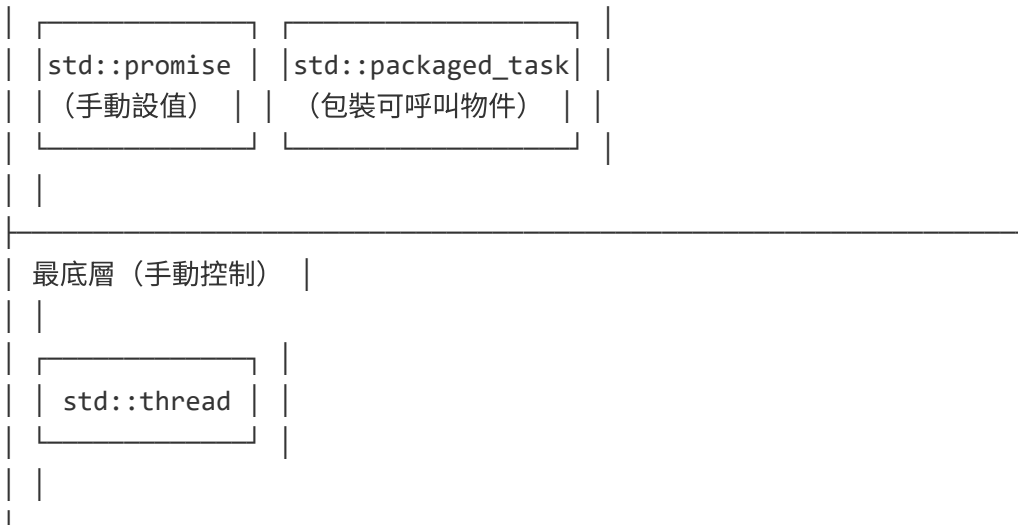 │ ┌──────────────┐ ┌───────────────────┐ │
│ │std::promise │ │std::packaged_task│ │
│ │（手動設值） │ │ （包裝可呼叫物件） │ │
│ └──────────────┘ └───────────────────┘ │
│ │
├───────────────────────────────────────────────────────────────────
│ 最底層（手動控制） │
│ │
│ ┌──────────────┐ │
│ │ std::thread │ │
│ └──────────────┘ │
│ │